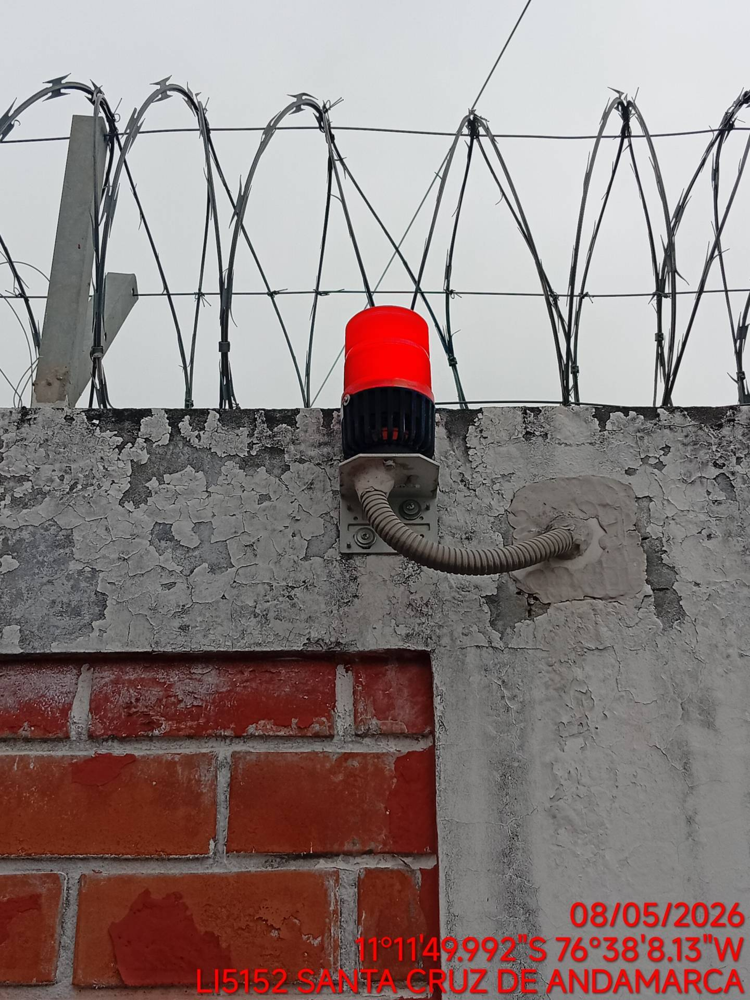 08/05/2026
11°11'49.992"S 76°38'8.13"W
LI5152 SANTA CRUZ DE ANDAMARCA